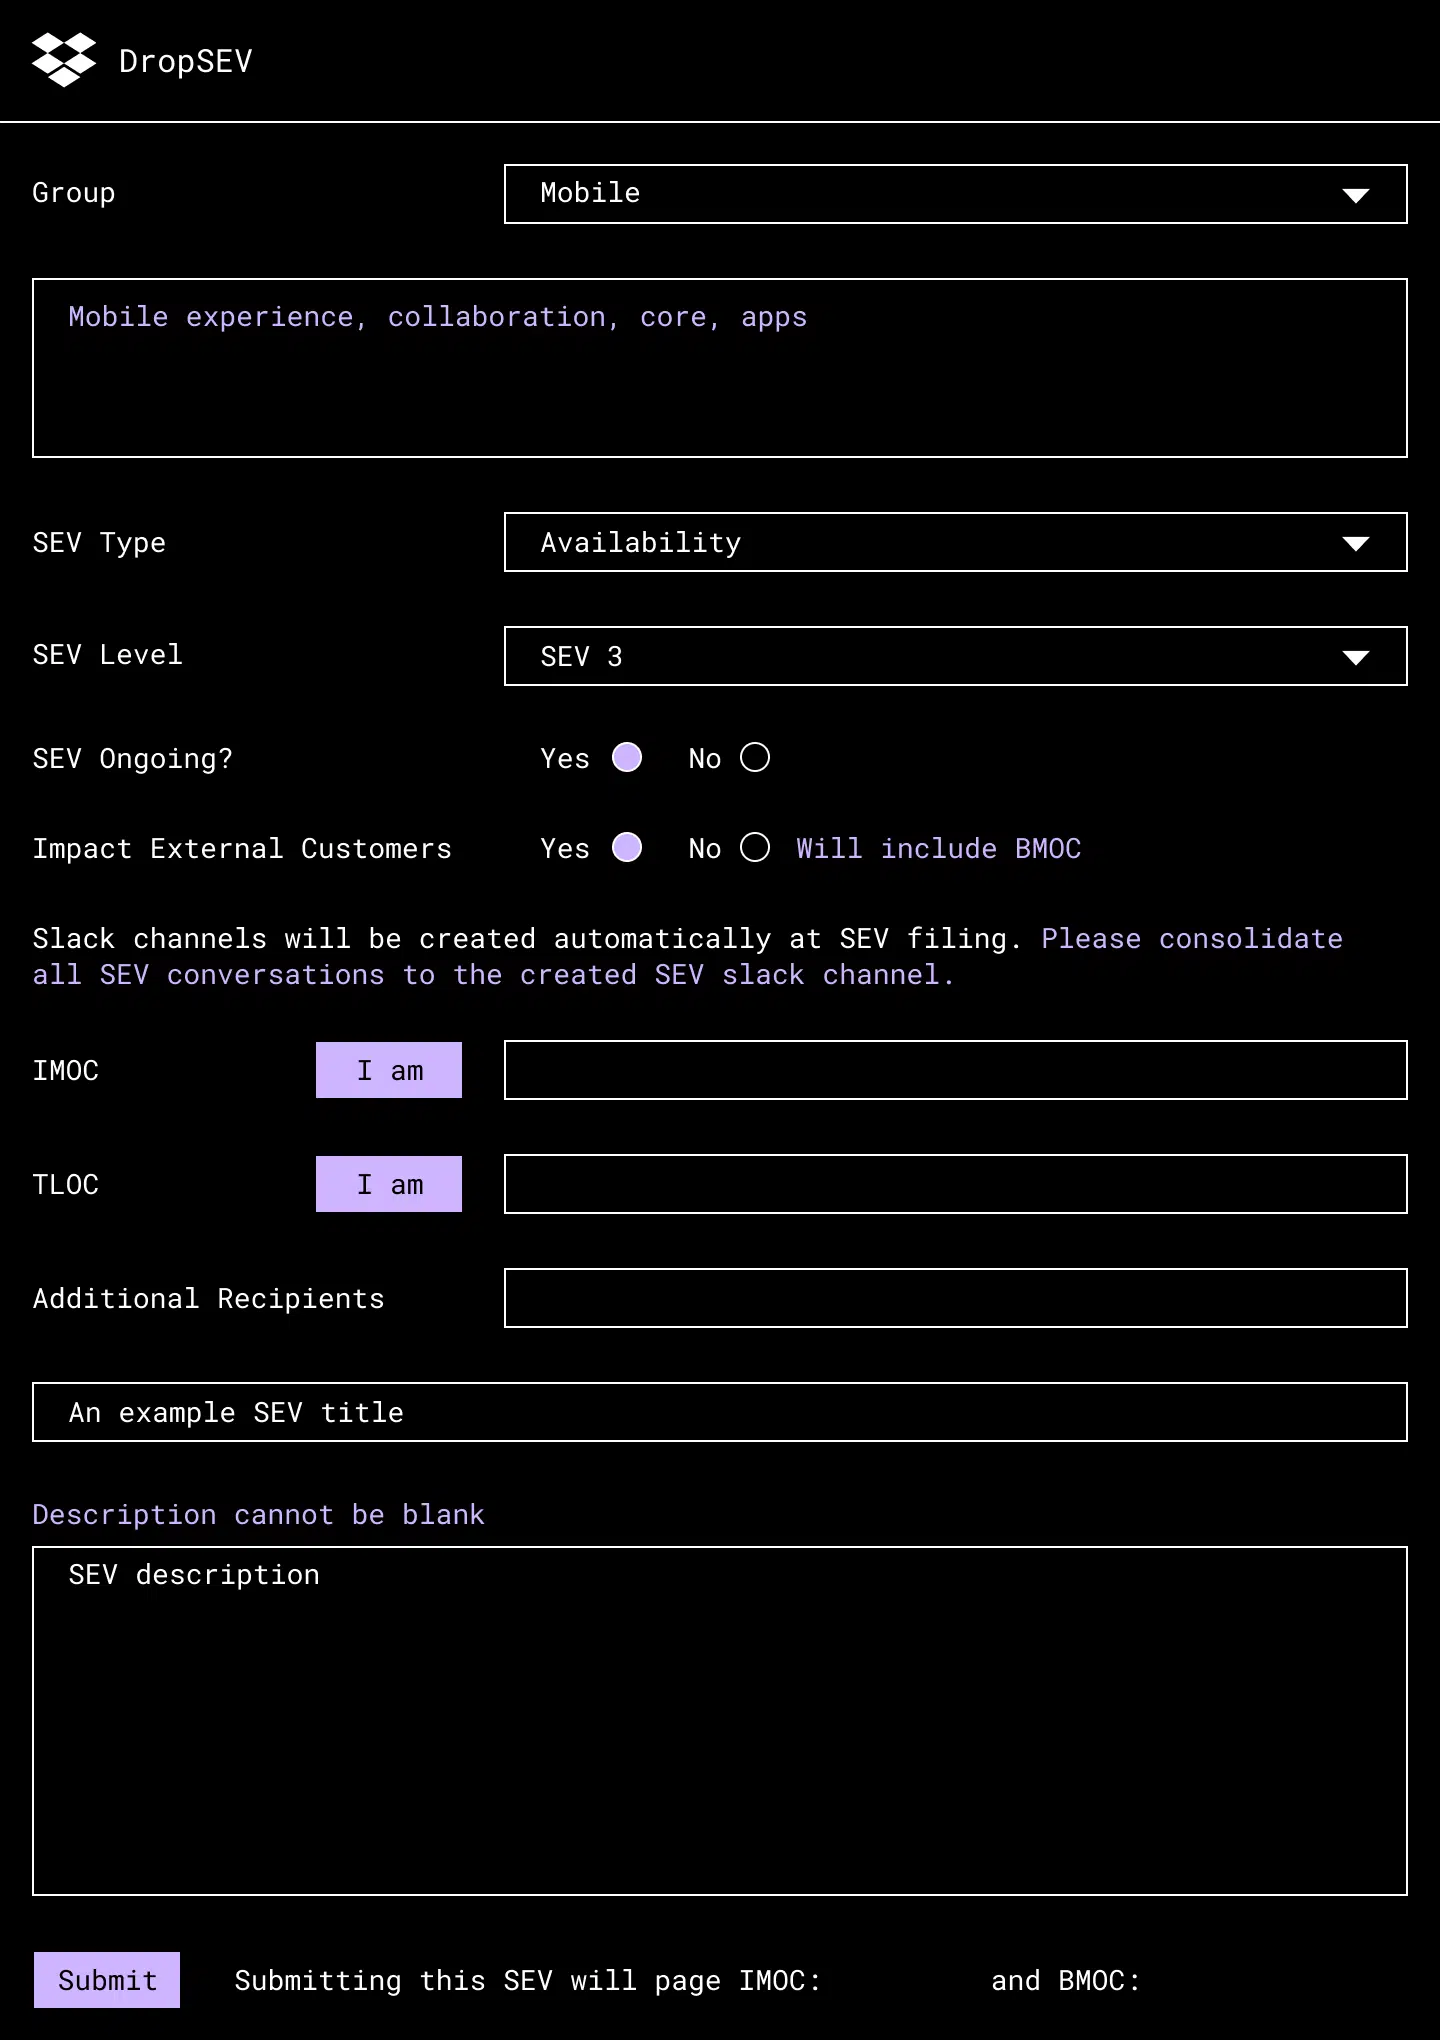 DropSEV
Group Mobile
Mobile experience, collaboration, core, apps
SEV Type Availability
SEV Level SEV 3
SEV Ongoing? Yes No
Impact External Customers Yes No Will include BMOC
Slack channels will be created automatically at SEV filing. Please consolidate
all SEV conversations to the created SEV slack channel.
IMOC I am
TLOC I am
Additional Recipients
An example SEV title
Description cannot be blank
SEV description
Submit Submitting this SEV will page IMOC: and BMOC: